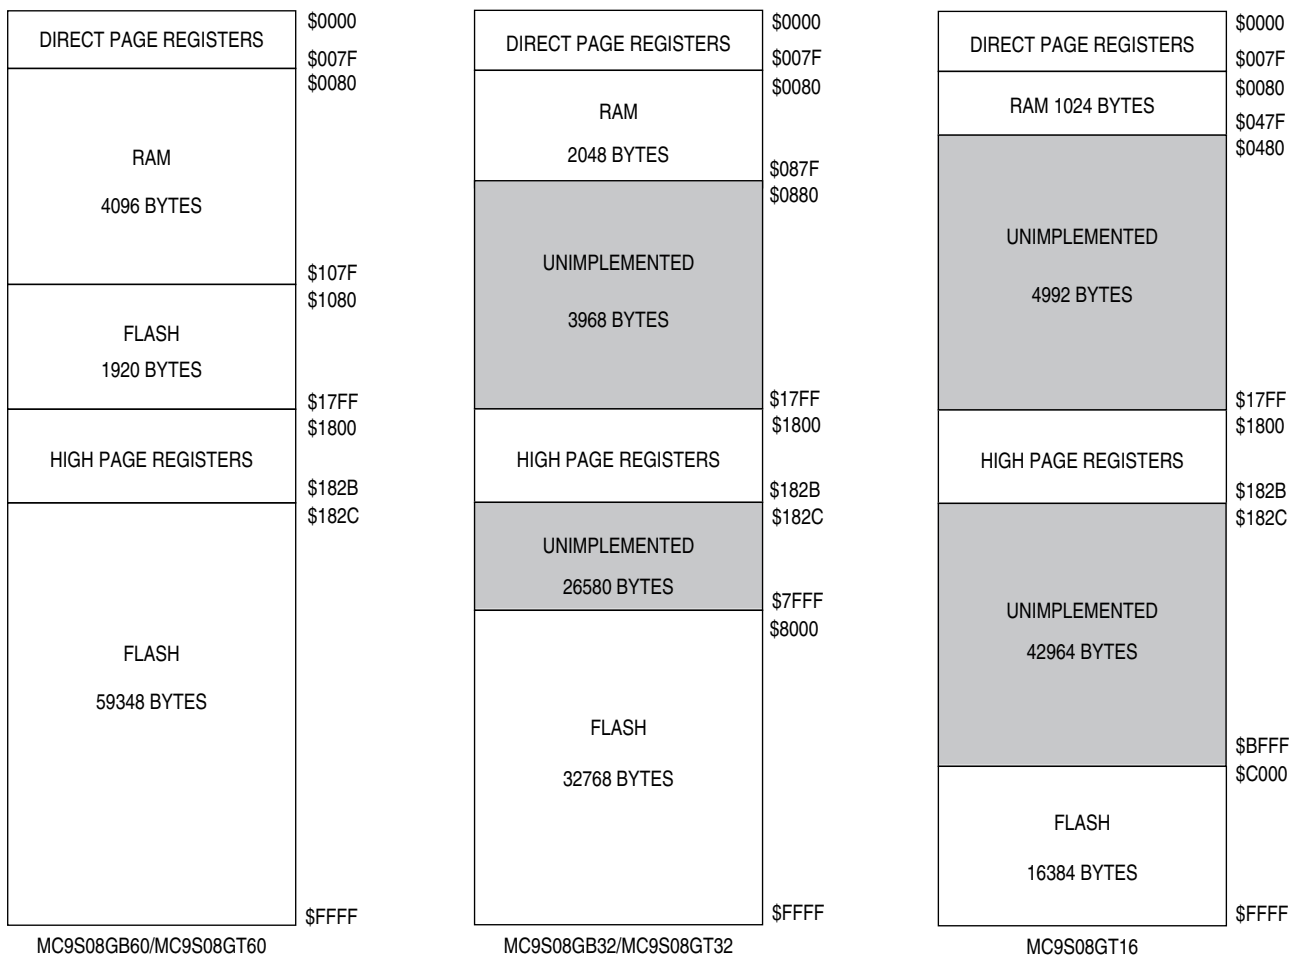 DIRECT PAGE REGISTERS
$0000
$007F
$0080
RAM
4096 BYTES
$107F
$1080
FLASH
1920 BYTES
$17FF
$1800
HIGH PAGE REGISTERS
$182B
$182C
FLASH
59348 BYTES
$FFFF
MC9S08GB60/MC9S08GT60
DIRECT PAGE REGISTERS
$0000
$007F
$0080
RAM
2048 BYTES
$087F
$0880
UNIMPLEMENTED
3968 BYTES
$17FF
$1800
HIGH PAGE REGISTERS
$182B
$182C
UNIMPLEMENTED
26580 BYTES
$7FFF
$8000
FLASH
32768 BYTES
$FFFF
MC9S08GB32/MC9S08GT32
DIRECT PAGE REGISTERS
$0000
$007F
$0080
RAM 1024 BYTES
$047F
$0480
UNIMPLEMENTED
4992 BYTES
$17FF
$1800
HIGH PAGE REGISTERS
$182B
$182C
UNIMPLEMENTED
42964 BYTES
$BFFF
$C000
FLASH
16384 BYTES
$FFFF
MC9S08GT16